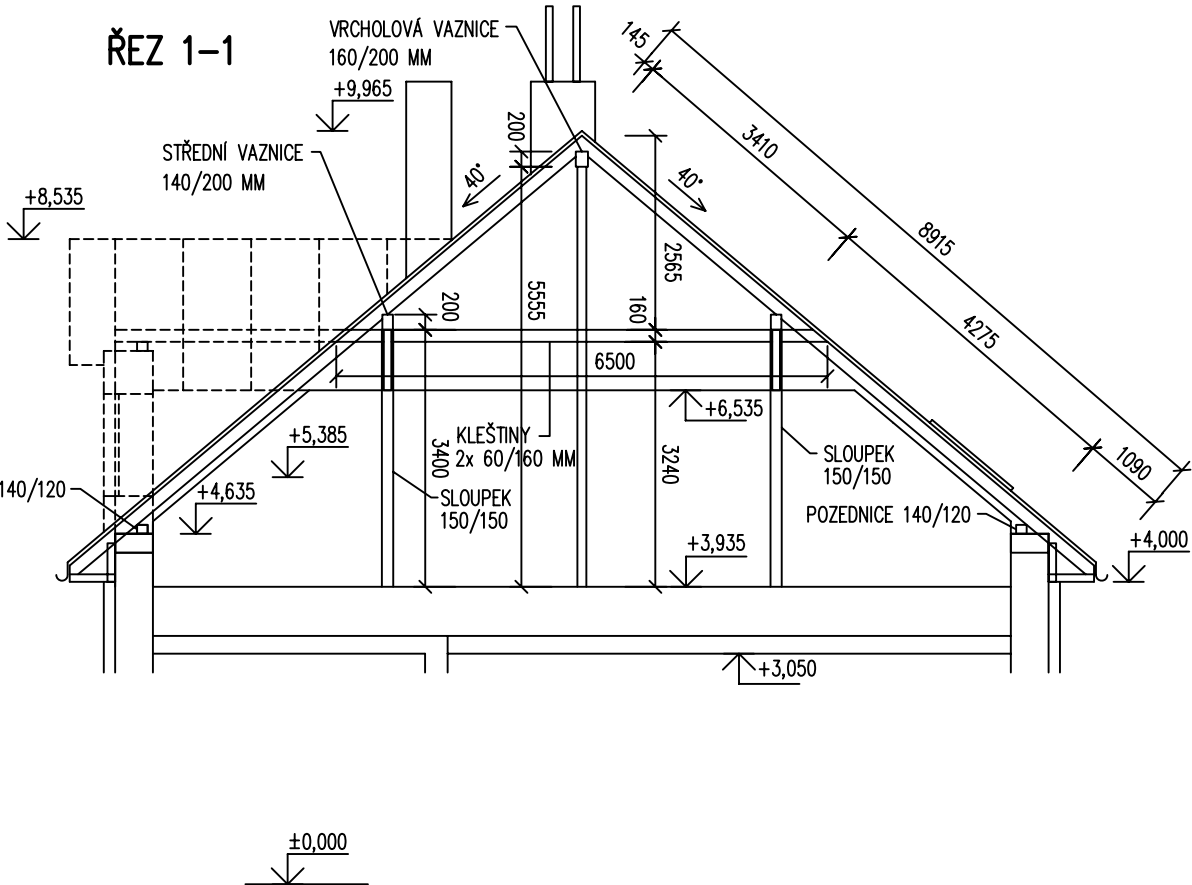 ŘEZ 1-1
VRCHOLOVÁ VAZNICE
160/200 MM
145
+9,965
200
3410
STŘEDNÍ VAZNICE
140/200 MM
40°
40°
+8,535
8915
2565
200
5555
160
4275
6500
+6,535
+5,385
KLEŠTINY
2x 60/160 MM
3400
3240
SLOUPEK
150/150
1090
140/120
+4,635
SLOUPEK
150/150
POZEDNICE 140/120
+3,935
+4,000
+3,050
±0,000